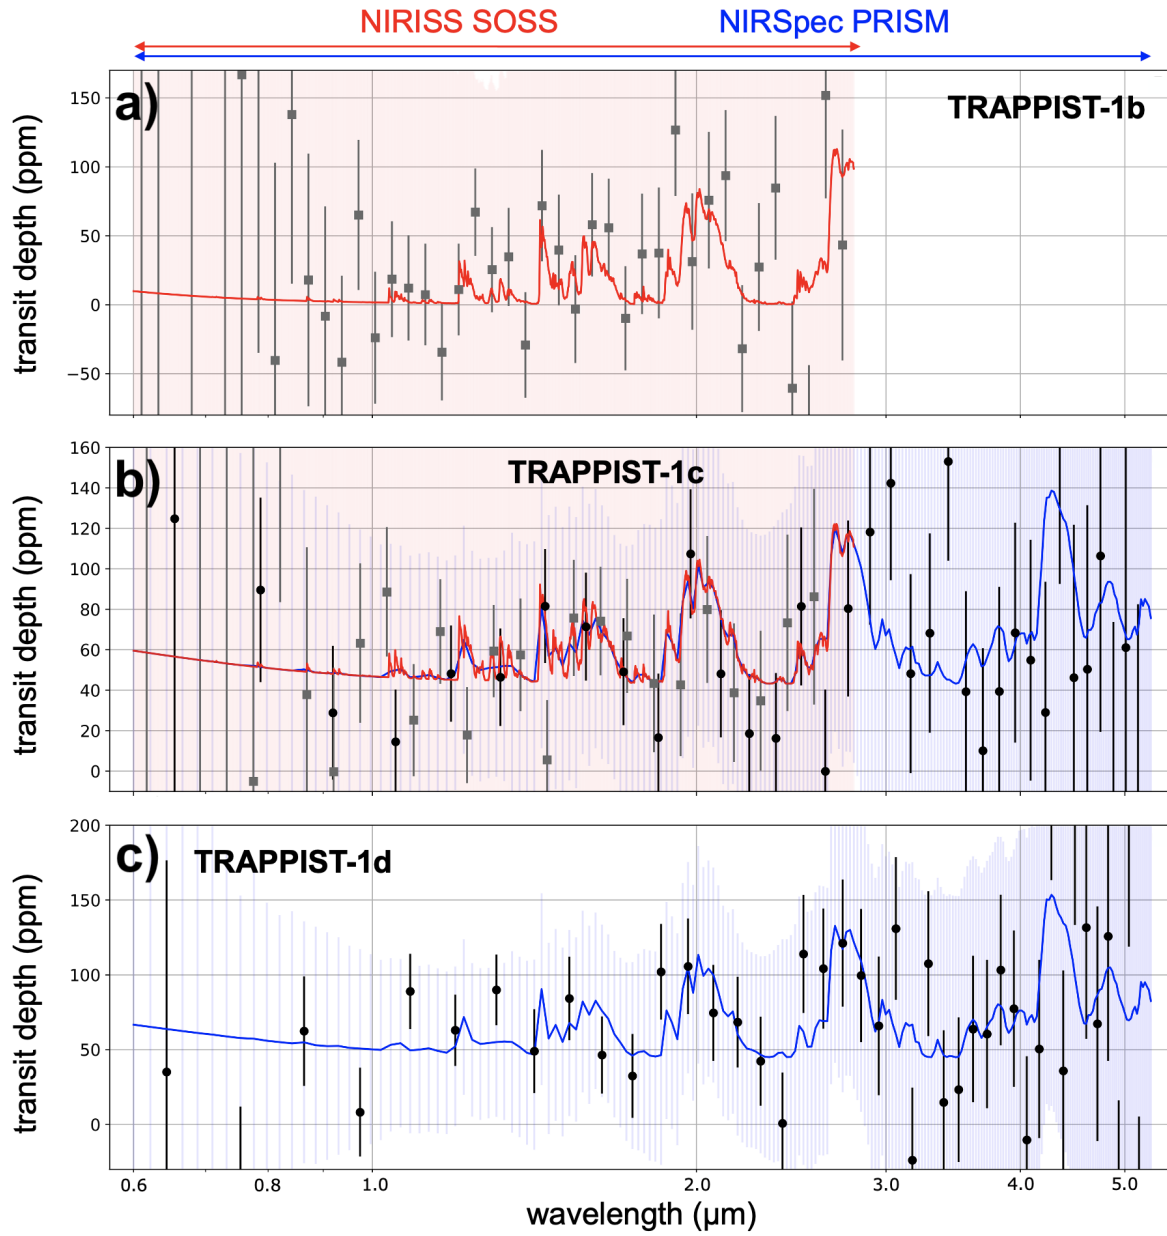 NIRISS SOSS
NIRSpec PRISM
a)
TRAPPIST-1b
transit depth (ppm)
150
100
50
0
−50
b)
TRAPPIST-1c
transit depth (ppm)
160
140
120
100
80
60
40
20
0
c)
TRAPPIST-1d
transit depth (ppm)
200
150
100
50
0
0.6 0.8 1.0 2.0 3.0 4.0 5.0
wavelength (μm)